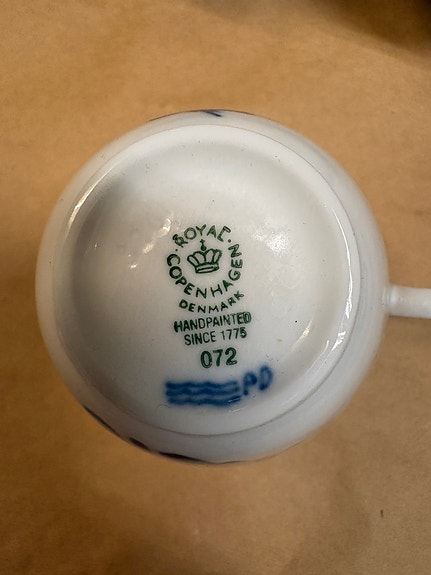 ROYAL
COPENHAGEN
DENMARK
HANDPAINTED
SINCE 1775
072
PD